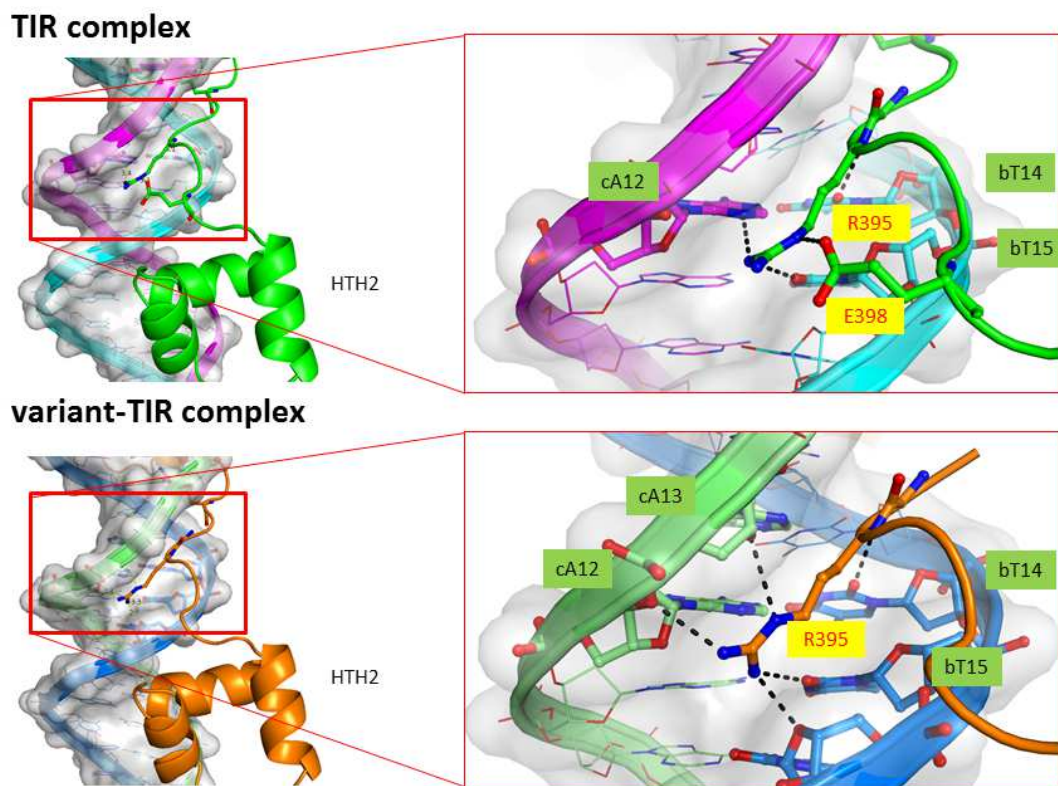 TIR complex
HTH2
cA12
R395
E398
bT14
bT15
variant-TIR complex
HTH2
cA13
cA12
R395
bT14
bT15